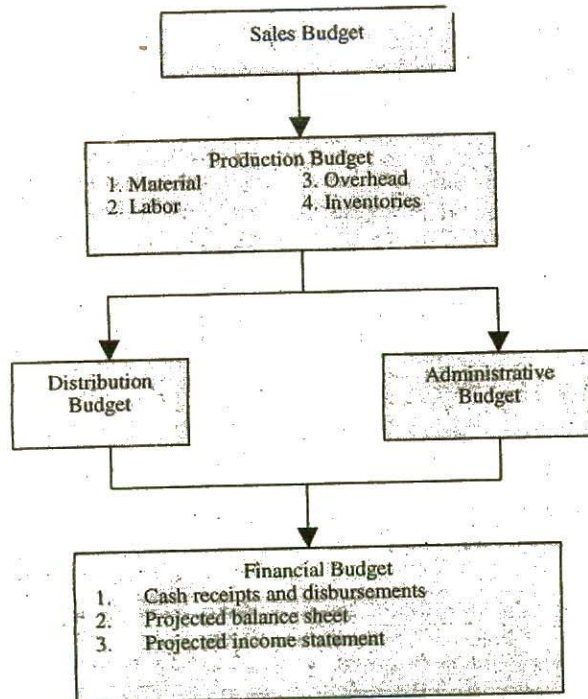 Sales Budget
Production Budget
1. Material 3. Overhead
2. Labor 4. Inventories
Distribution
Budget
Administrative
Budget
Financial Budget
1. Cash receipts and disbursements
2. Projected balance sheet
3. Projected income statement